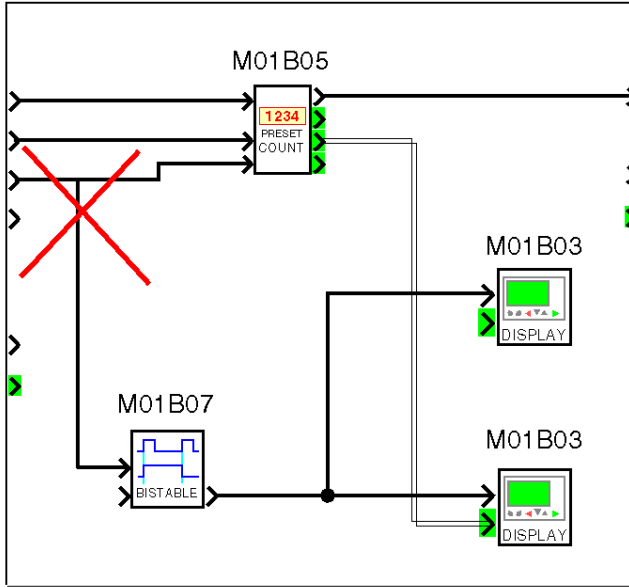 M01B05
1234
PRESET
COUNT
M01B03
DISPLAY
M01B07
BISTABLE
M01B03
DISPLAY